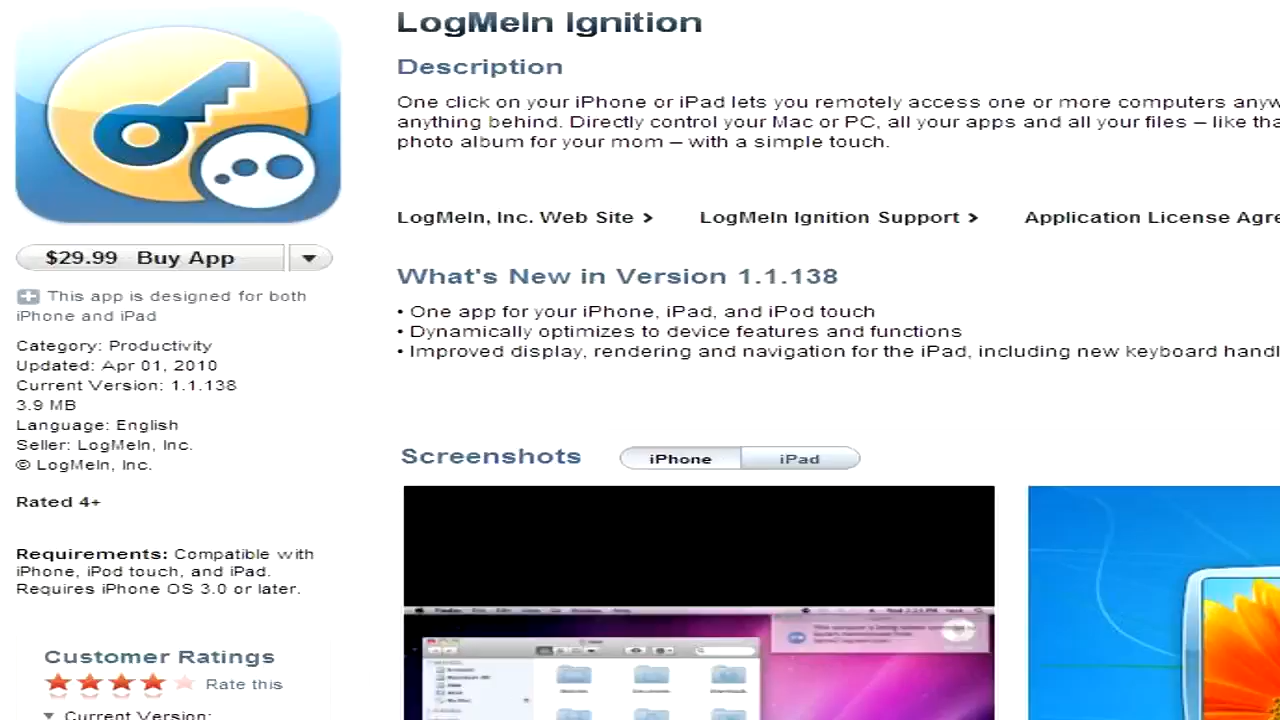 LogMeIn Ignition
Description
One click on your iPhone or iPad lets you remotely access one or more computers
anything behind. Directly control your Mac or PC, all your apps and all your files – like
photo album for your mom – with a simple touch.
LogMeIn, Inc. Web Site LogMeIn Ignition Support Application License
$29.99 Buy App
What's New in Version 1.1.138
• One app for your iPhone, iPad, and iPod touch
• Dynamically optimizes to device features and functions
• Improved display, rendering and navigation for the iPad, including new keyboard
This app is designed for both
iPhone and iPad
Category: Productivity
Updated: Apr 01, 2010
Current Version: 1.1.138
3.9 MB
Language: English
Seller: LogMeIn, Inc.
© LogMeIn, Inc.
Rated 4+
Requirements: Compatible with
iPhone, iPod touch, and iPad.
Requires iPhone OS 3.0 or later.
Customer Ratings
Rate this
Current Version:
Screenshots iPhone iPad